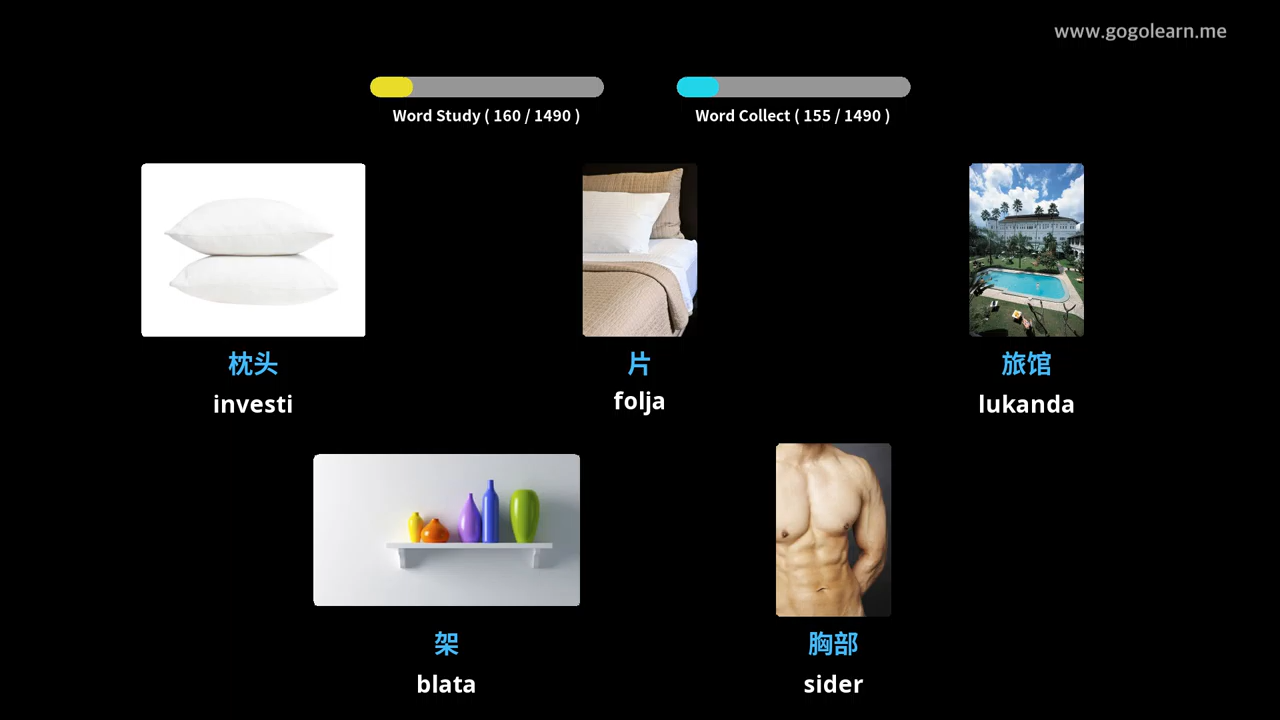 www.gogolearn.me
Word Study ( 160 / 1490 )
Word Collect ( 155 / 1490 )
枕头
investi
片
folja
旅馆
lukanda
架
blata
胸部
sider